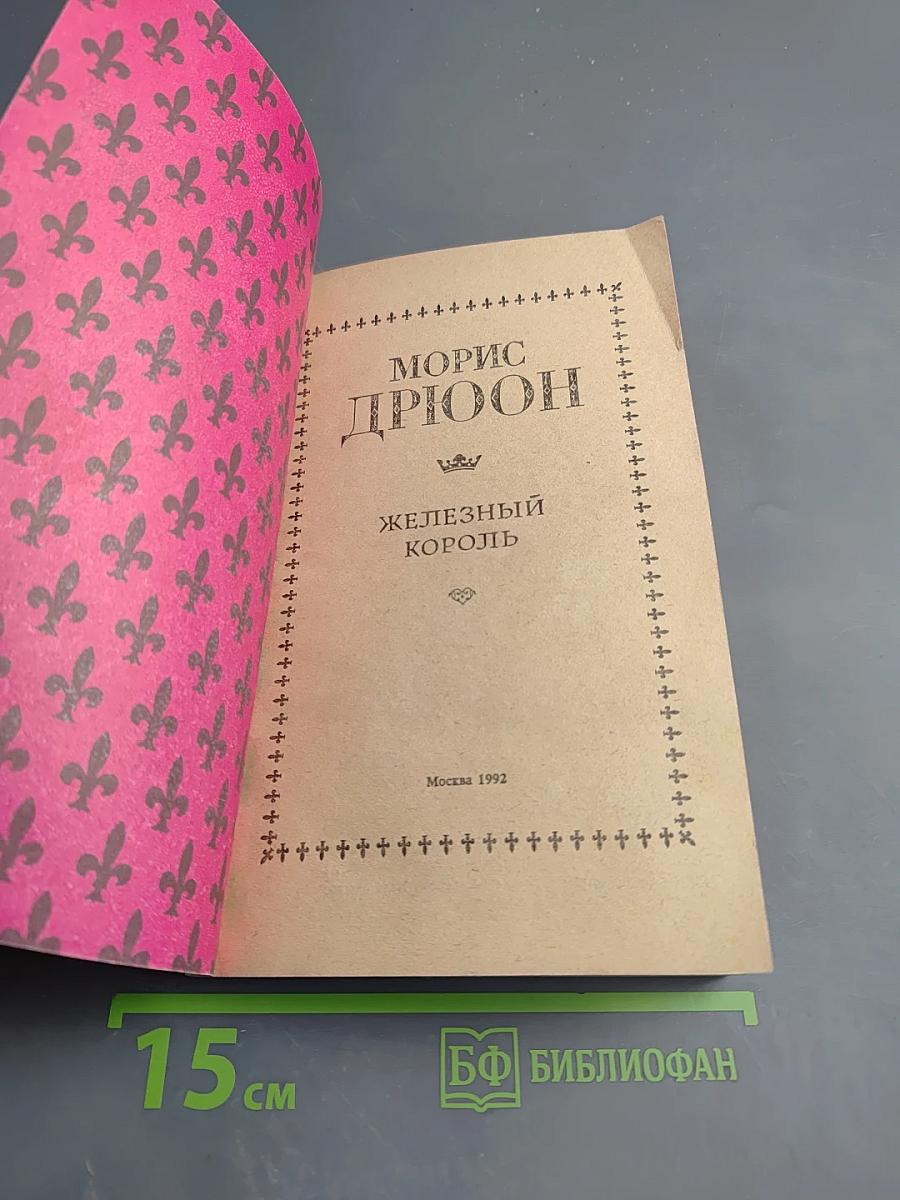 МОРИС
ДРЮОН
ЖЕЛЕЗНЫЙ
КОРОЛЬ
Москва 1992
15 см
БФ БИБЛИОФАН